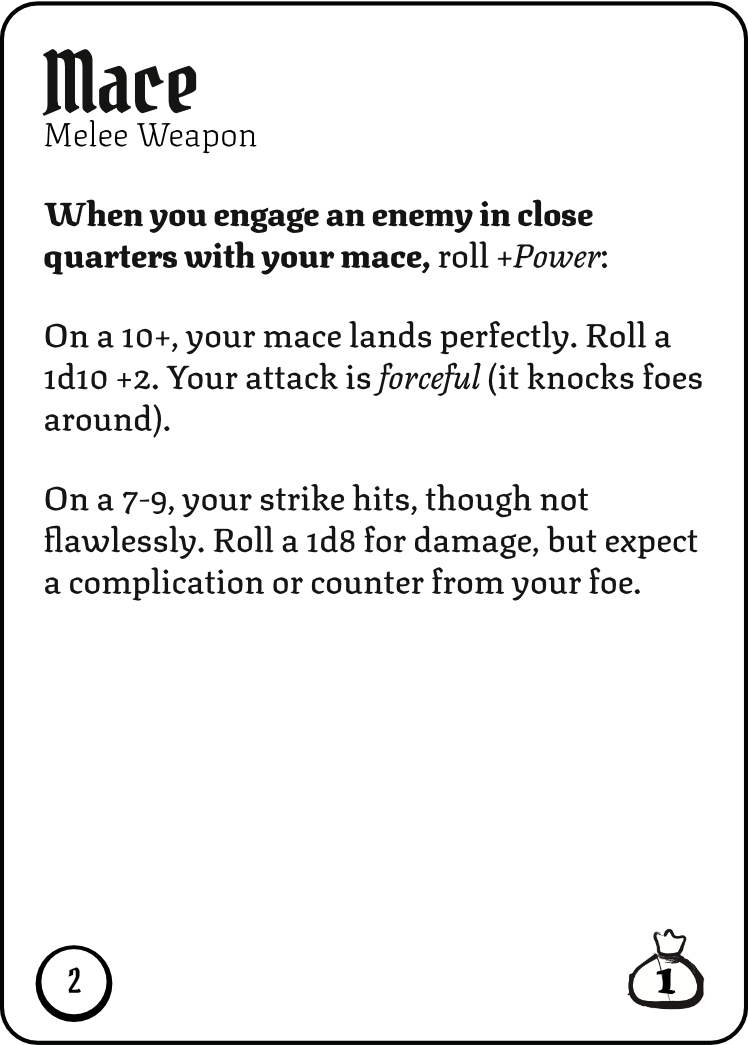 Mace
Melee Weapon
When you engage an enemy in close
quarters with your mace, roll +Power:
On a 10+, your mace lands perfectly. Roll a
1d10 +2. Your attack is forceful (it knocks foes
around).
On a 7-9, your strike hits, though not
flawlessly. Roll a 1d8 for damage, but expect
a complication or counter from your foe.
2
1